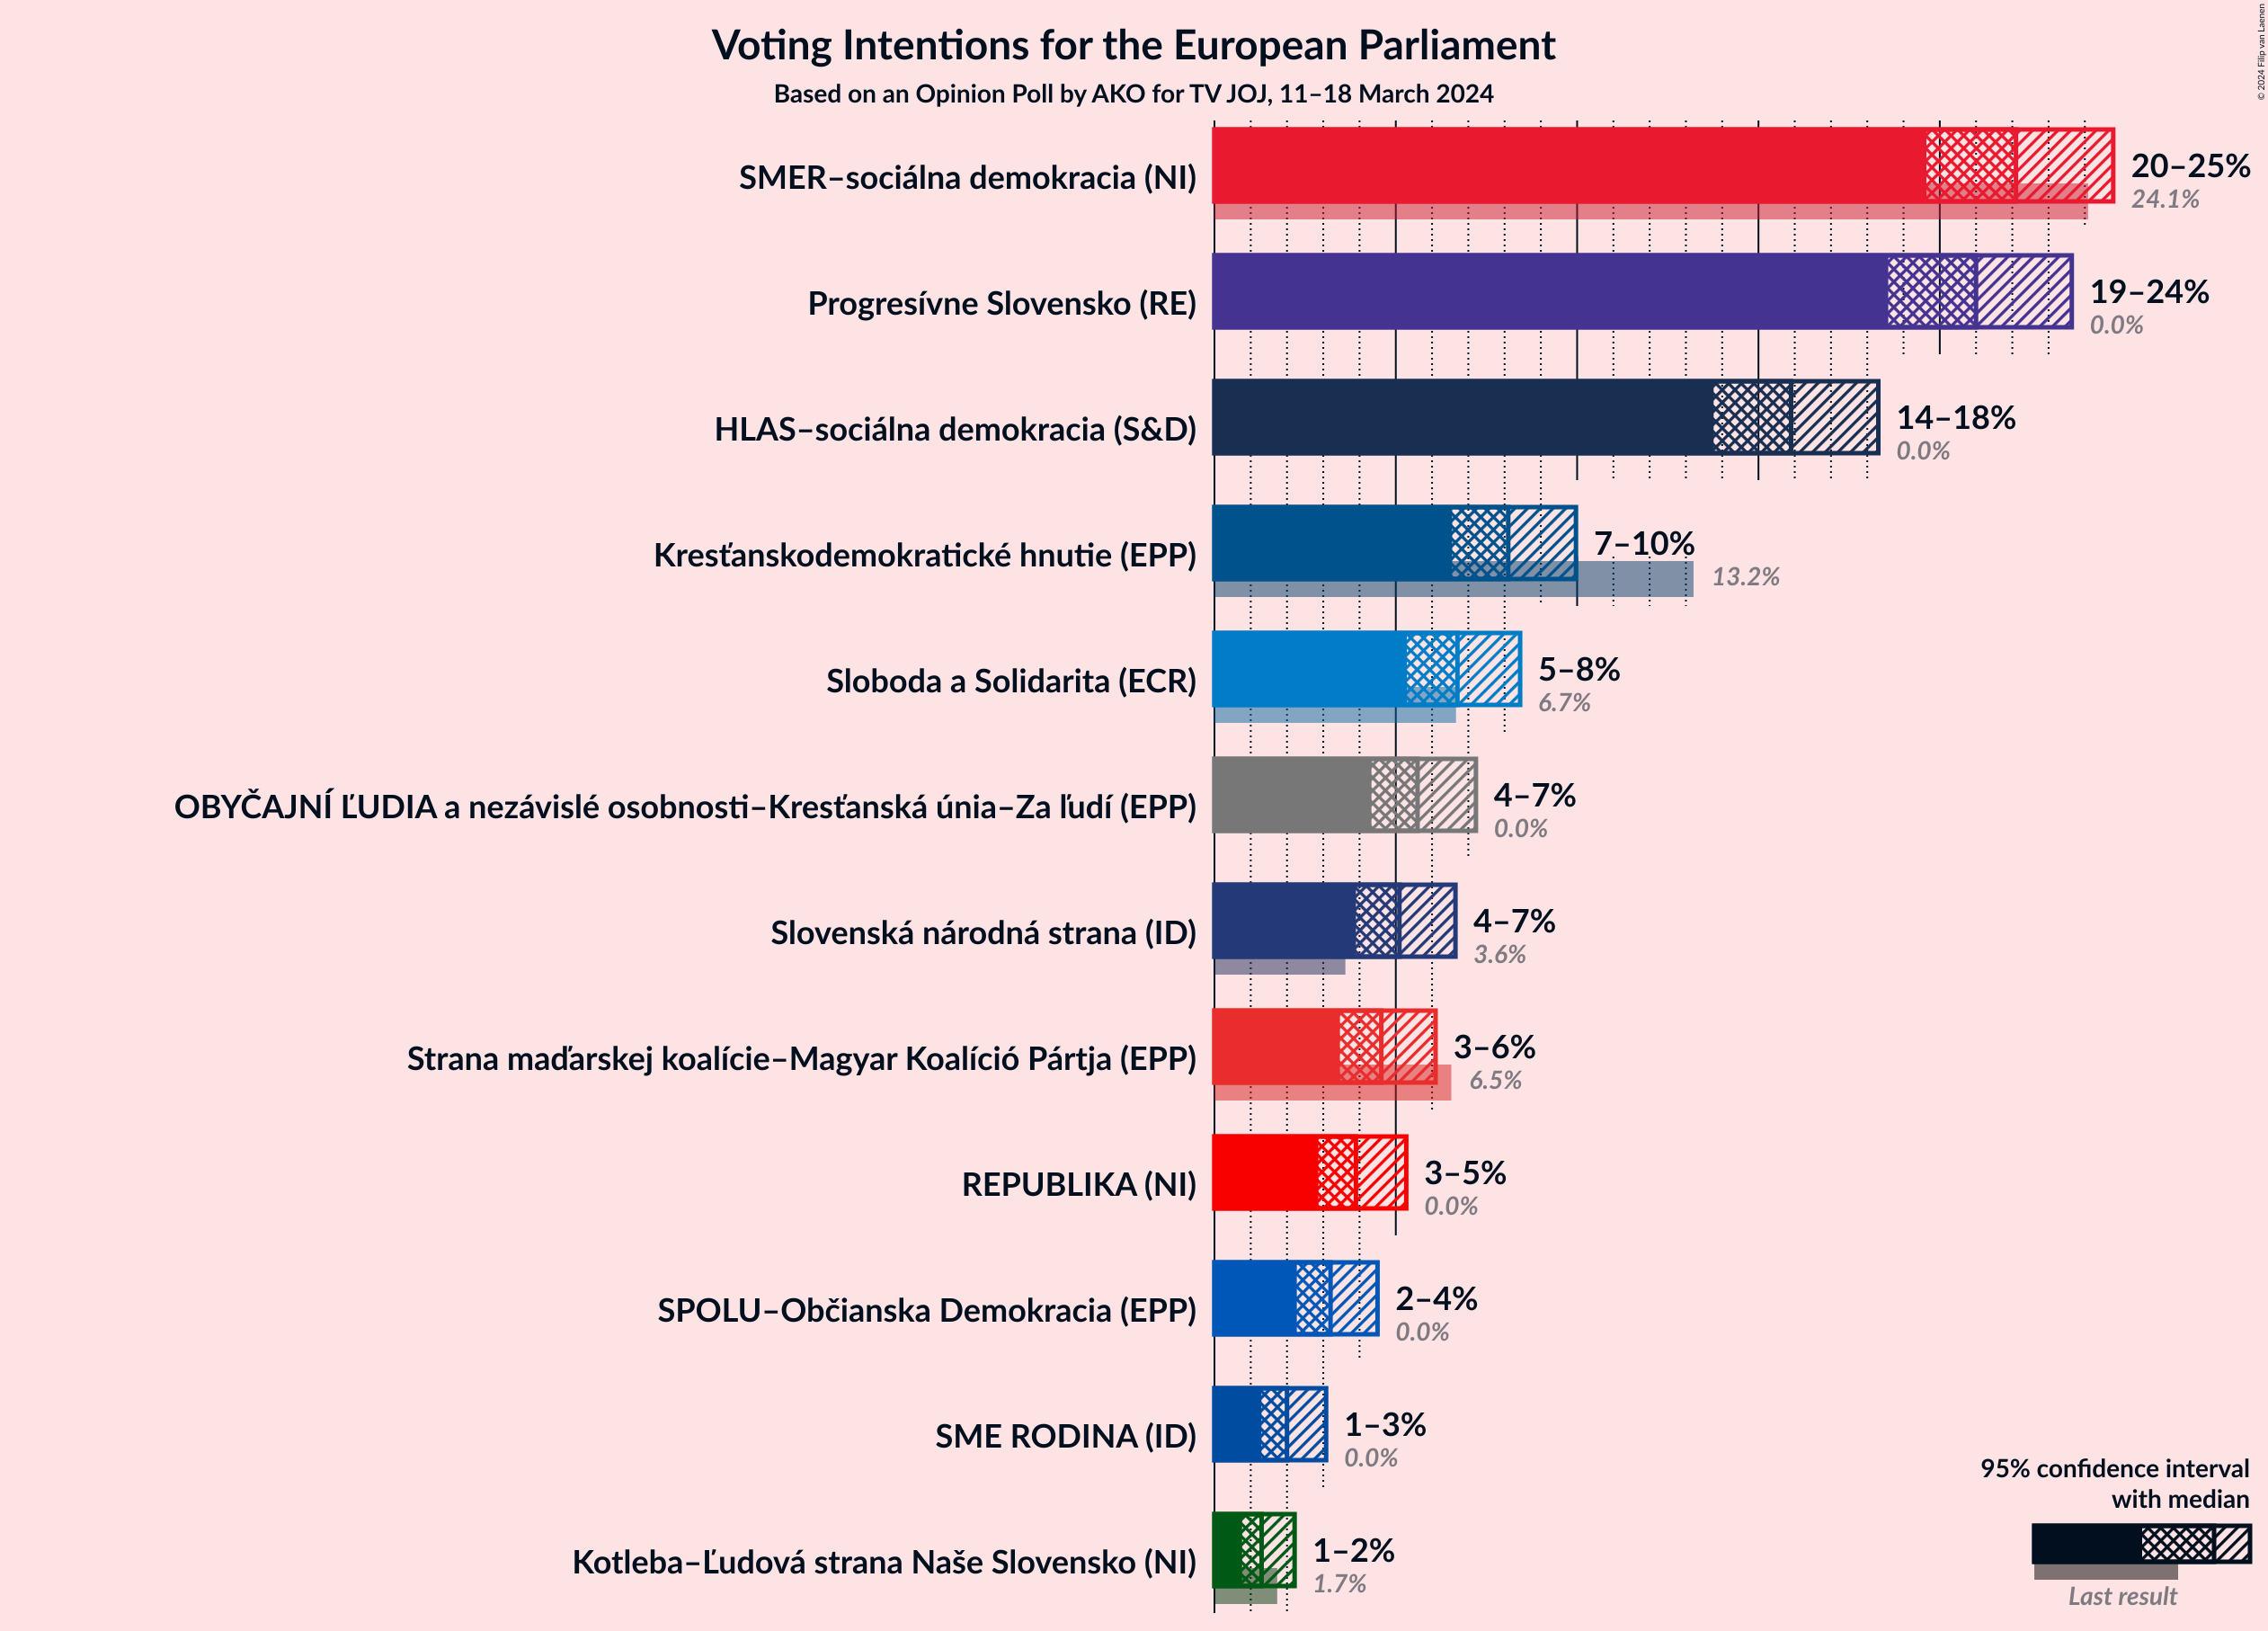 Voting Intentions for the European Parliament
Based on an Opinion Poll by AKO for TV JOJ, 11–18 March 2024
© 2024 Filip van Laenen
SMER–sociálna demokracia (NI)
20–25%
24.1%
Progresívne Slovensko (RE)
19–24%
0.0%
HLAS–sociálna demokracia (S&D)
14–18%
0.0%
Kresťanskodemokratické hnutie (EPP)
7–10%
13.2%
Sloboda a Solidarita (ECR)
5–8%
6.7%
OBYČAJNÍ ĽUDIA a nezávislé osobnosti–Kresťanská únia–Za ľudí (EPP)
4–7%
0.0%
Slovenská národná strana (ID)
4–7%
3.6%
Strana maďarskej koalície–Magyar Koalíció Pártja (EPP)
3–6%
6.5%
REPUBLIKA (NI)
3–5%
0.0%
SPOLU–Občianska Demokracia (EPP)
2–4%
0.0%
SME RODINA (ID)
1–3%
0.0%
Kotleba–Ľudová strana Naše Slovensko (NI)
1–2%
1.7%
95% confidence interval
with median
Last result